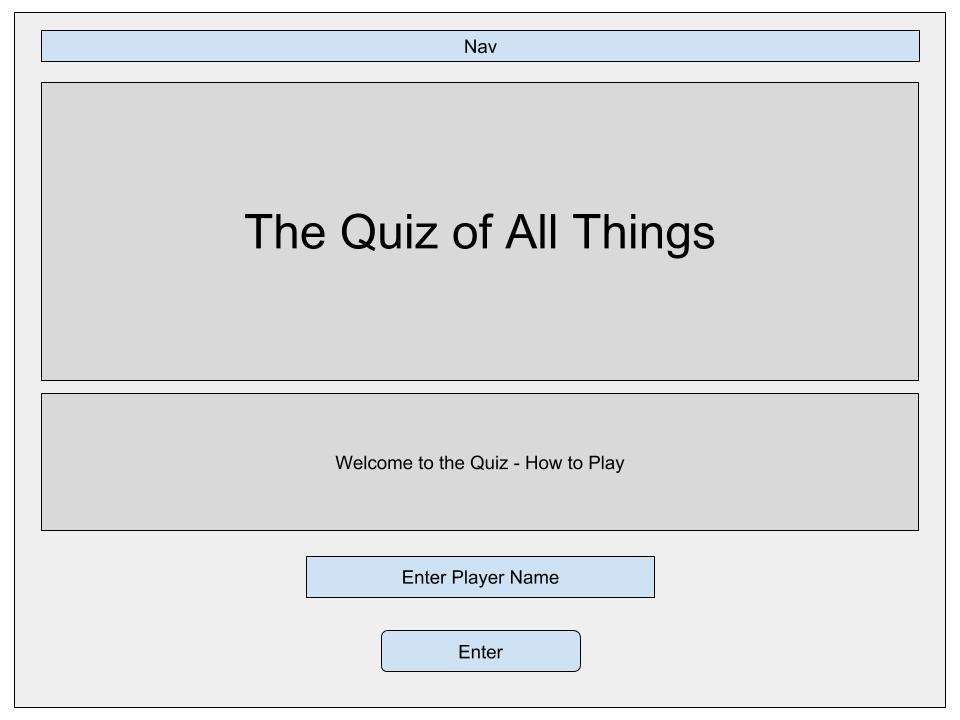 Nav
The Quiz of All Things
Welcome to the Quiz - How to Play
Enter Player Name
Enter